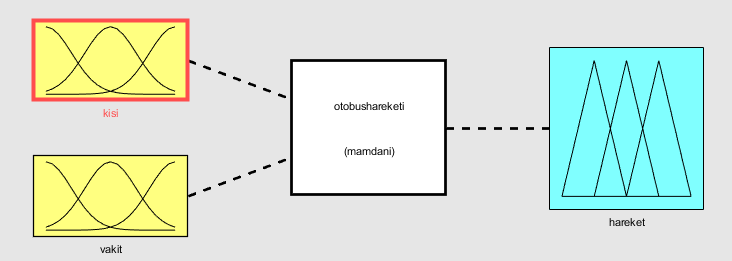 kisi
otobushareketi
(mamdani)
vakit
hareket